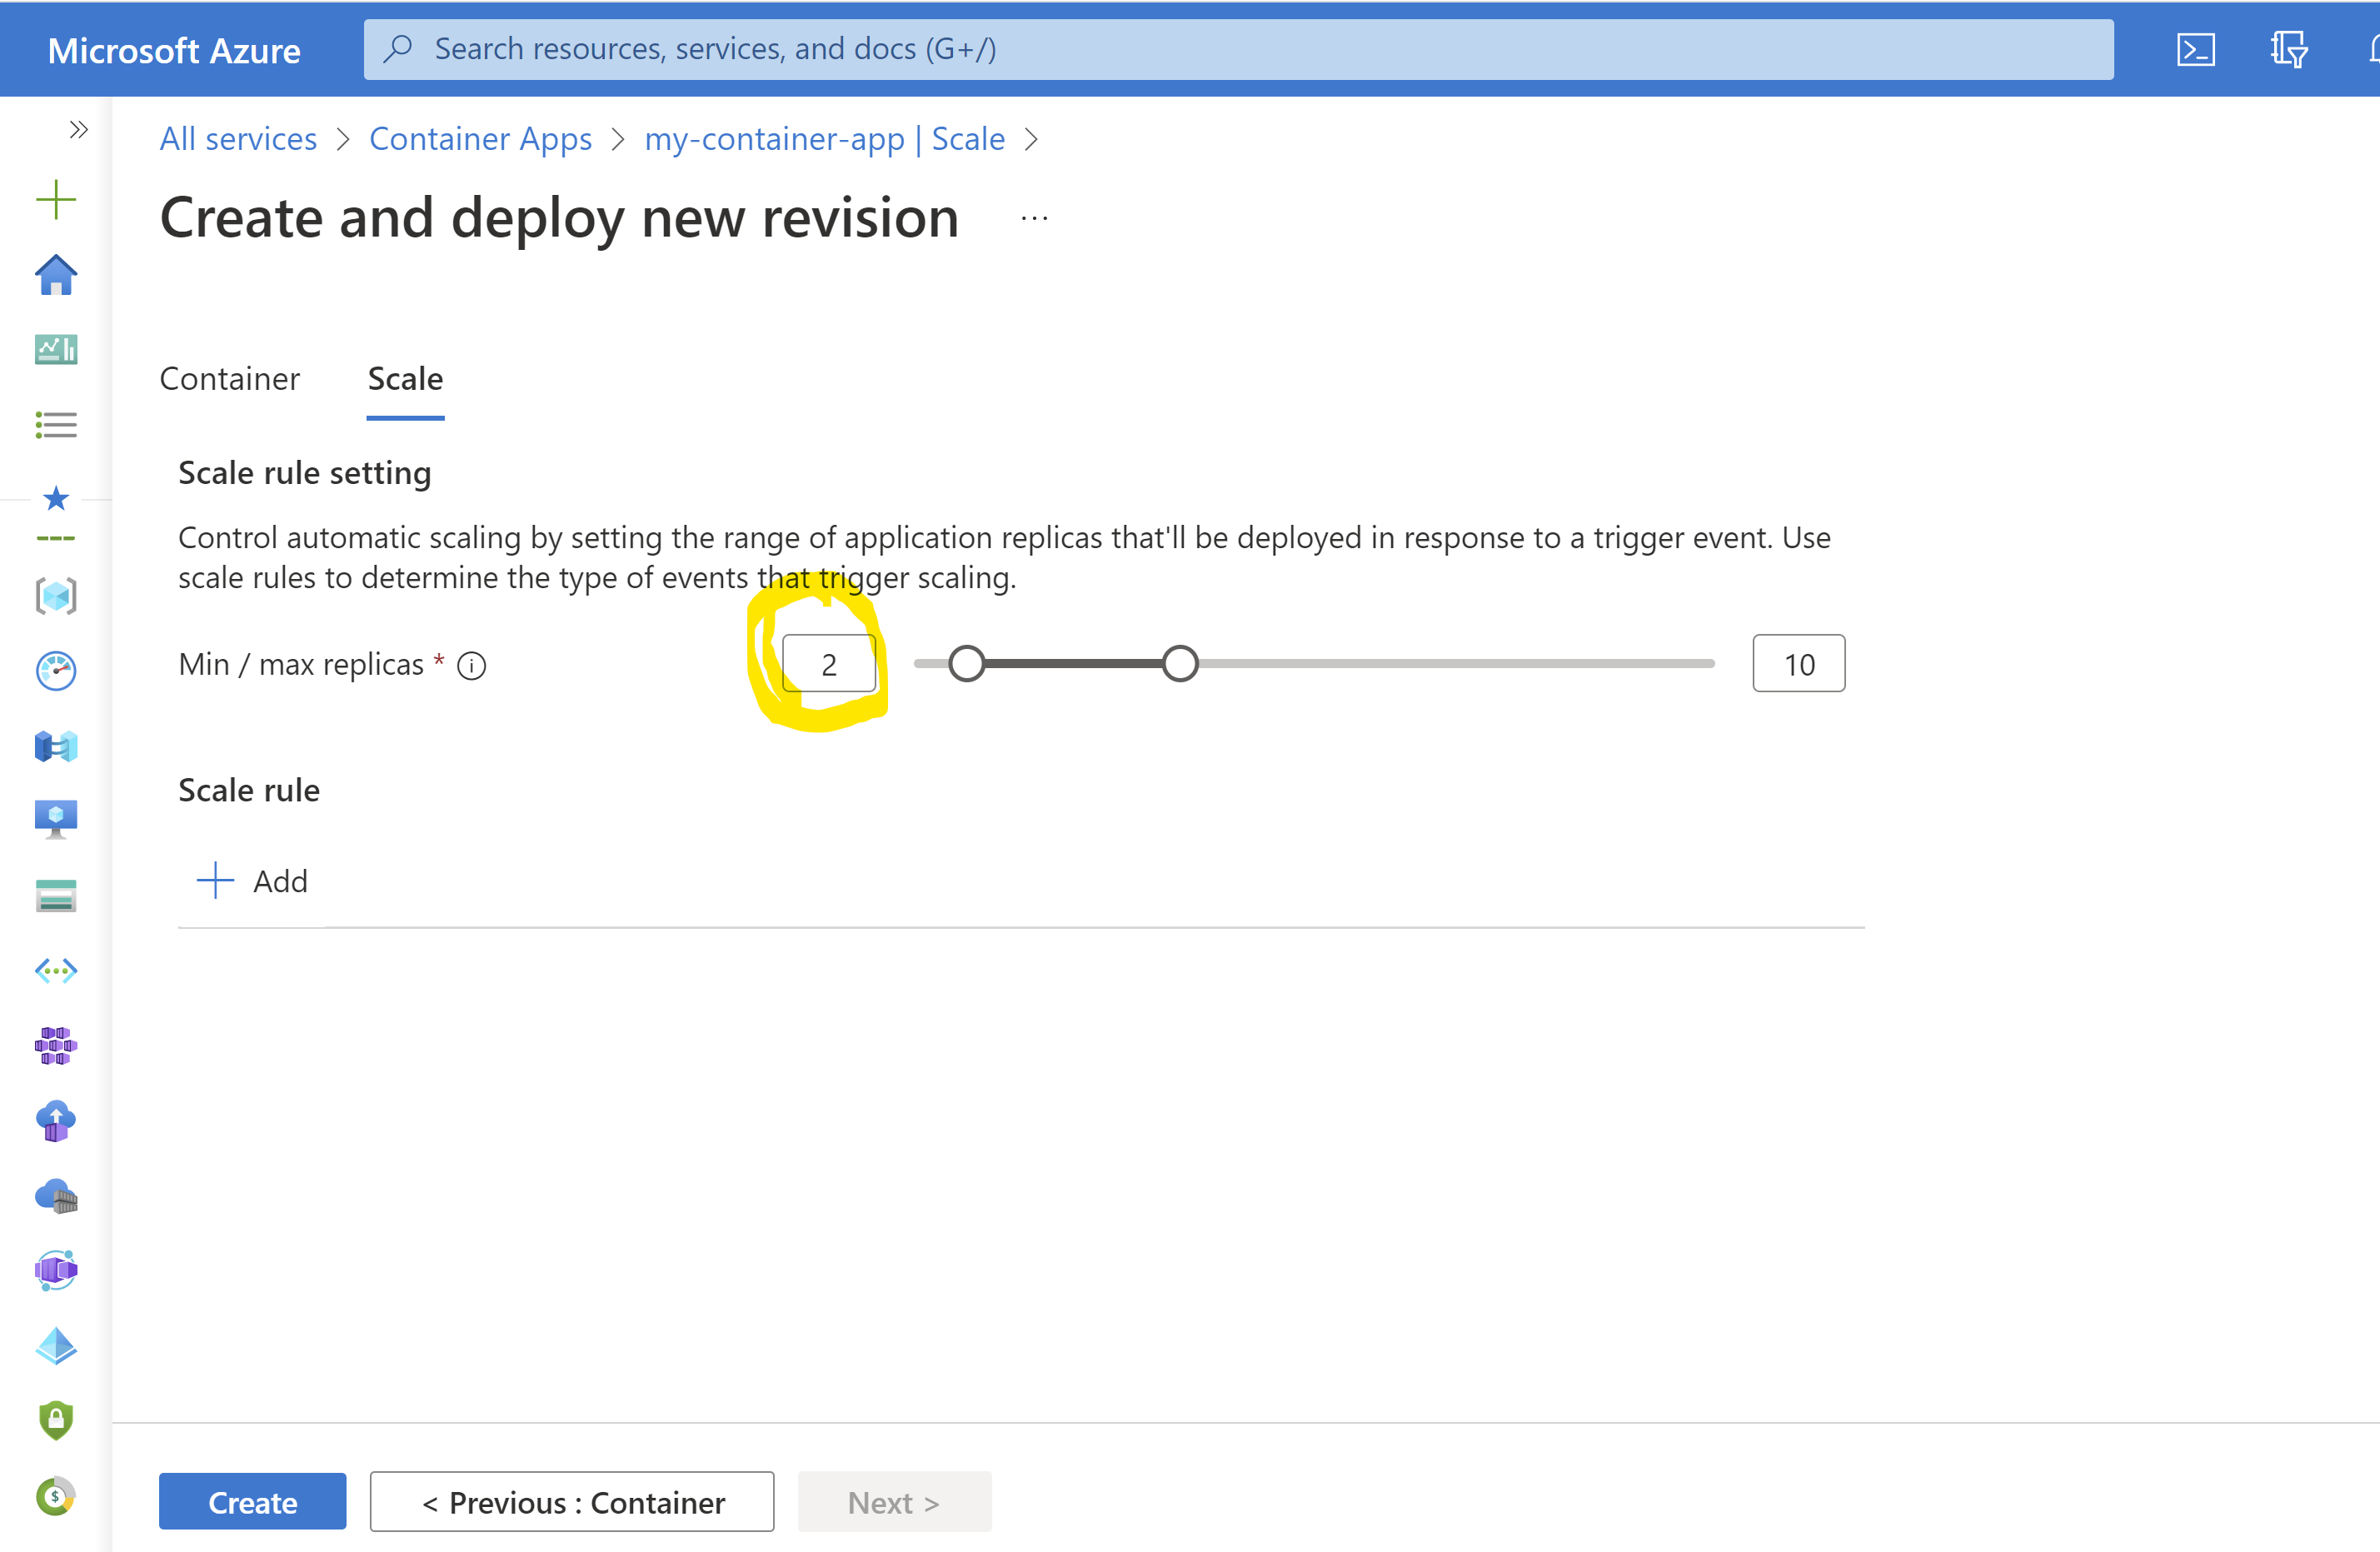 Microsoft Azure
Search resources, services, and docs (G+/)
All services > Container Apps > my-container-app | Scale >
Create and deploy new revision ...
Container Scale
Scale rule setting
Control automatic scaling by setting the range of application replicas that'll be deployed in response to a trigger event. Use
scale rules to determine the type of events that trigger scaling.
Min / max replicas * 2 10
Scale rule
Add
Create < Previous : Container Next >